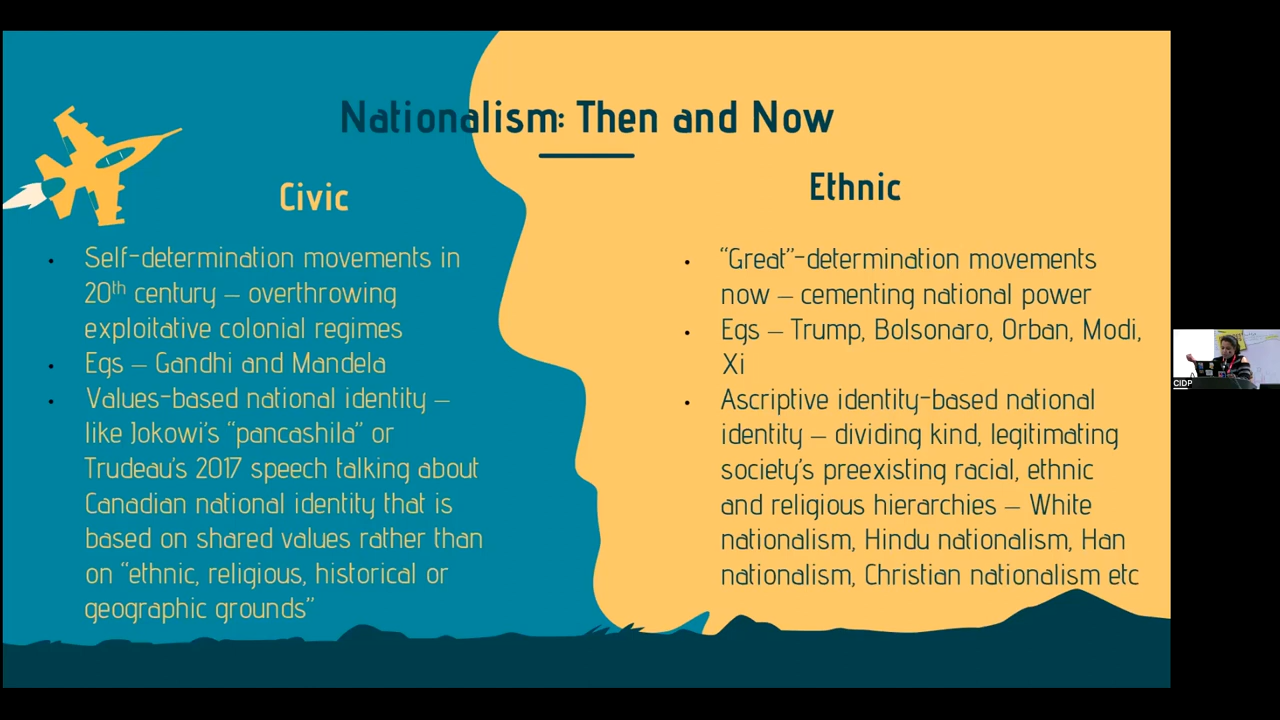 Nationalism: Then and Now
Civic
• Self-determination movements in
20th century – overthrowing
exploitative colonial regimes
• Egs – Gandhi and Mandela
• Values-based national identity –
like Jokowi's “pancashila” or
Trudeau's 2017 speech talking about
Canadian national identity that is
based on shared values rather than
on “ethnic, religious, historical or
geographic grounds”
Ethnic
• “Great”-determination movements
now – cementing national power
• Egs – Trump, Bolsonaro, Orban, Modi,
Xi
• Ascriptive identity-based national
identity – dividing kind, legitimating
society's preexisting racial, ethnic
and religious hierarchies – White
nationalism, Hindu nationalism, Han
nationalism, Christian nationalism etc
CIDP